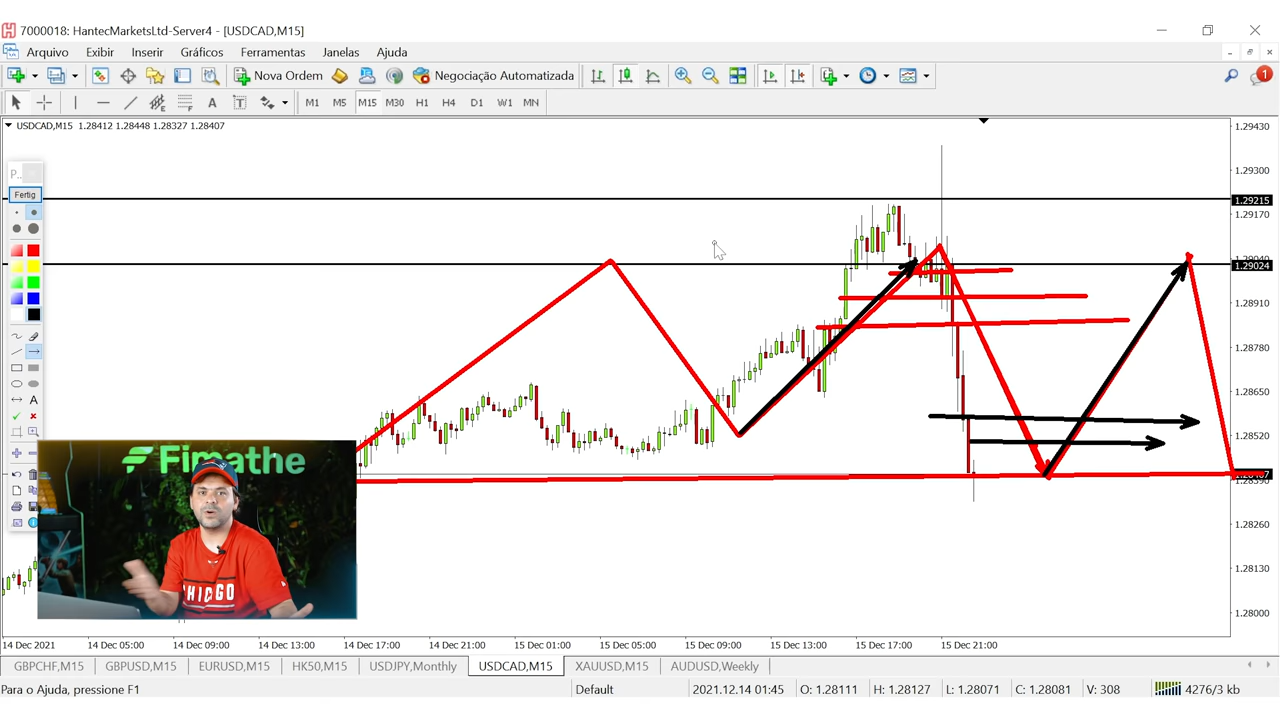 7000018: HantecMarketsLtd-Server4 - [USDCAD,M15]
Arquivo Exibir Inserir Gráficos Ferramentas Janelas Ajuda
Nova Ordem Negociação Automatizada 1
A T M1 M5 M15 M30 H1 H4 D1 W1 MN
USDCAD,M15 1.28412 1.28448 1.28327 1.28407
P...
Fertig
A
1.29430
1.29300
1.29215
1.29170
1.29040
1.29024
1.28910
1.28780
1.28650
1.28520
1.28390
1.28260
1.28130
1.28000
Fimathe
CHICAGO
14 Dec 2021 14 Dec 05:00 14 Dec 09:00 14 Dec 13:00 14 Dec 17:00 14 Dec 21:00 15 Dec 01:00 15 Dec 05:00 15 Dec 09:00 15 Dec 13:00 15 Dec 17:00 15 Dec 21:00
GBPCHF,M15 GBPUSD,M15 EURUSD,M15 HK50,M15 USDJPY,Monthly USDCAD,M15 XAUUSD,M15 AUDUSD,Weekly
Para o Ajuda, pressione F1 Default 2021.12.14 01:45 O: 1.28111 H: 1.28127 L: 1.28071 C: 1.28081 V: 308 4276/3 kb